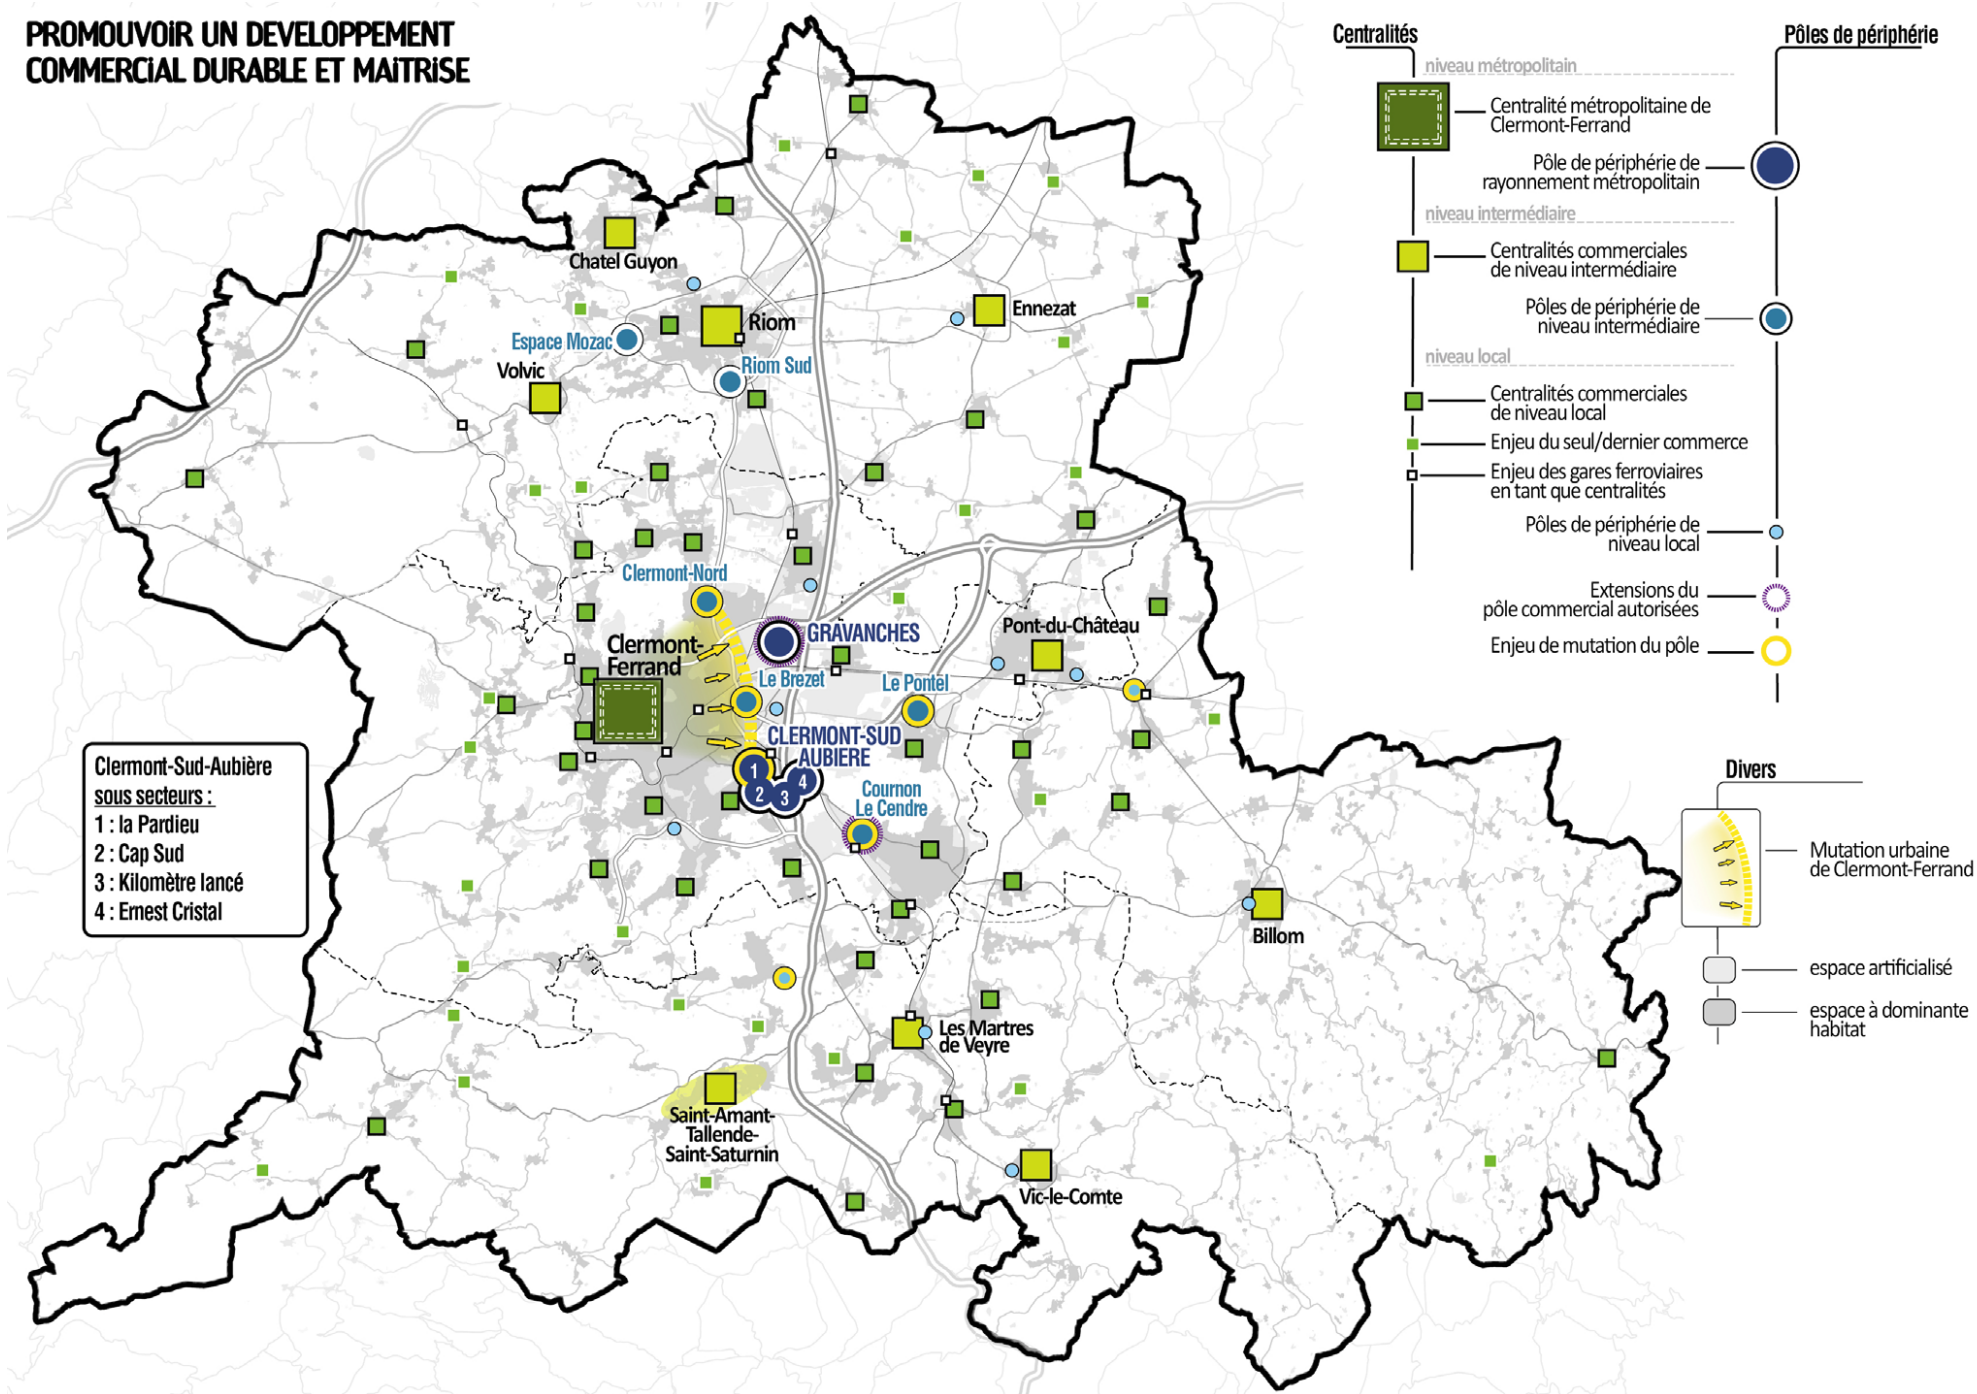 PROMOUVOiR UN DEVELOPPEMENT
COMMERCiAL DURABLE ET MAiTRiSE
Centralités
Pôles de périphérie
niveau métropolitain
Centralité métropolitaine de
Clermont-Ferrand
Pôle de périphérie de
rayonnement métropolitain
niveau intermédiaire
Centralités commerciales
de niveau intermédiaire
Pôles de périphérie de
niveau intermédiaire
niveau local
Centralités commerciales
de niveau local
Enjeu du seul/dernier commerce
Enjeu des gares ferroviaires
en tant que centralités
Pôles de périphérie de
niveau local
Extensions du
pôle commercial autorisées
Enjeu de mutation du pôle
Divers
Mutation urbaine
de Clermont-Ferrand
espace artificialisé
espace à dominante
habitat
Chatel Guyon
Riom
Ennezat
Espace Mozac
Riom Sud
Volvic
Clermont-Nord
GRAVANCHES
Pont-du-Château
Clermont-
Ferrand
Le Brezet
Le Pontel
CLERMONT-SUD
AUBIERE
1
2
3
4
Cournon
Le Cendre
Clermont-Sud-Aubière
sous secteurs :
1 : la Pardieu
2 : Cap Sud
3 : Kilomètre lancé
4 : Ernest Cristal
Billom
Les Martres
de Veyre
Saint-Amant-
Tallende-
Saint-Saturnin
Vic-le-Comte